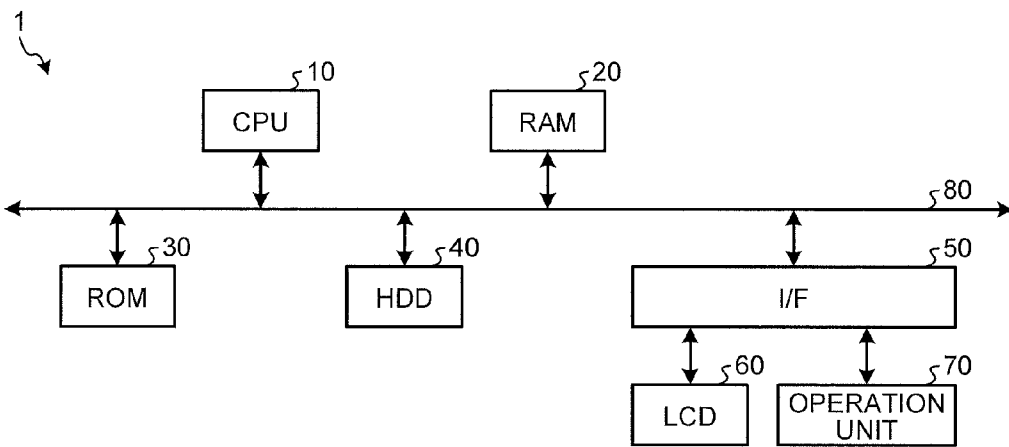 1
10
20
CPU
RAM
80
30
40
50
ROM
HDD
I/F
60
70
LCD
OPERATION
UNIT